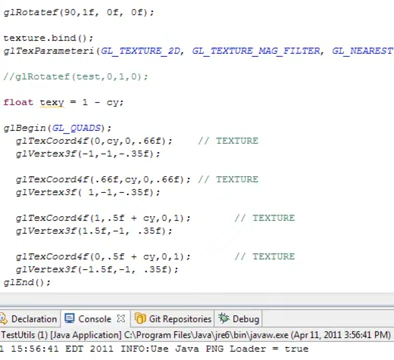 glRotatef(90,1f, 0f, 0f);
texture.bind();
glTexParameteri(GL_TEXTURE_2D, GL_TEXTURE_MAG_FILTER, GL_NEAREST
//glRotatef(test,0,1,0);
float texy = 1 - cy;
glBegin(GL_QUADS);
glTexCoord4f(0,cy,0,.66f); // TEXTURE
glVertex3f(-1,-1,-.35f);
glTexCoord4f(.66f,cy,0,.66f); // TEXTURE
glVertex3f( 1,-1,-.35f);
glTexCoord4f(1,.5f + cy,0,1); // TEXTURE
glVertex3f(1.5f,-1, .35f);
glTexCoord4f(0,.5f + cy,0,1); // TEXTURE
glVertex3f(-1.5f,-1, .35f);
glEnd();
Declaration Console Git Repositories Debug
TestUtils (1) [Java Application] C:\Program Files\Java\jre6\bin\javaw.exe (Apr 11, 2011 3:56:41 PM)
1 15:56:41 EDT 2011 INFO:Use Java PNG Loader = true